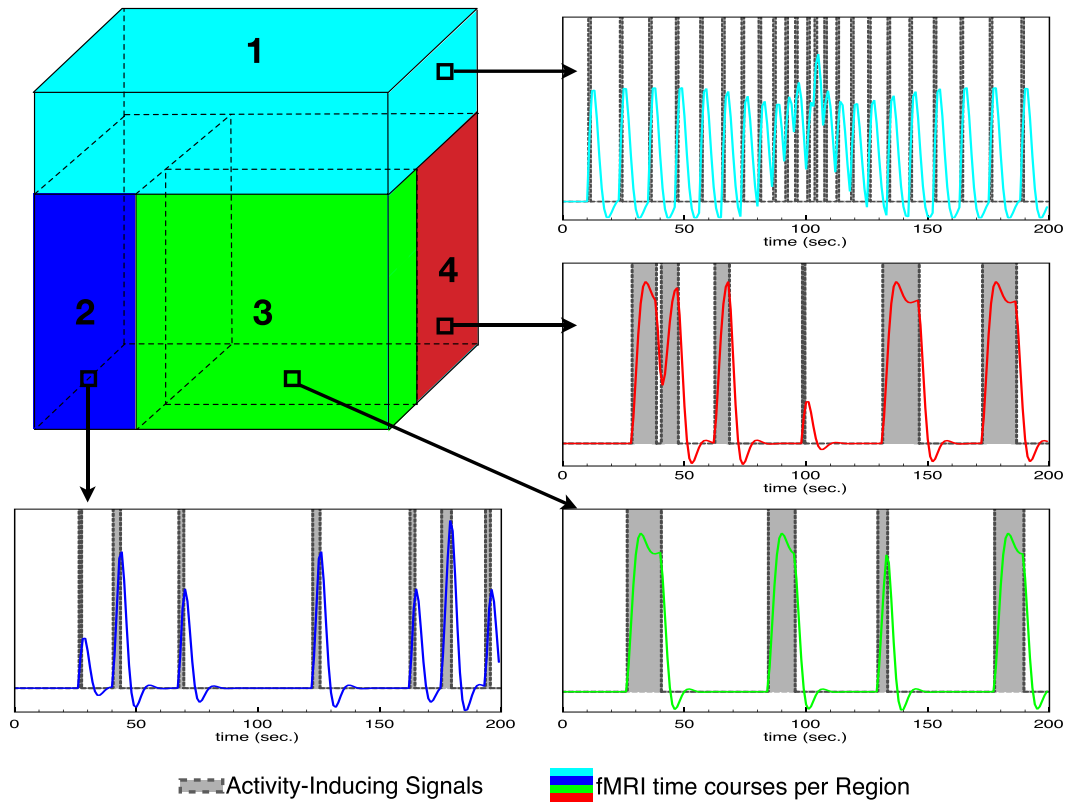 1
2
3
4
0 50 100 150 200
time (sec.)
0 50 100 150 200
time (sec.)
0 50 100 150 200
time (sec.)
0 50 100 150 200
time (sec.)
Activity-Inducing Signals
fMRI time courses per Region